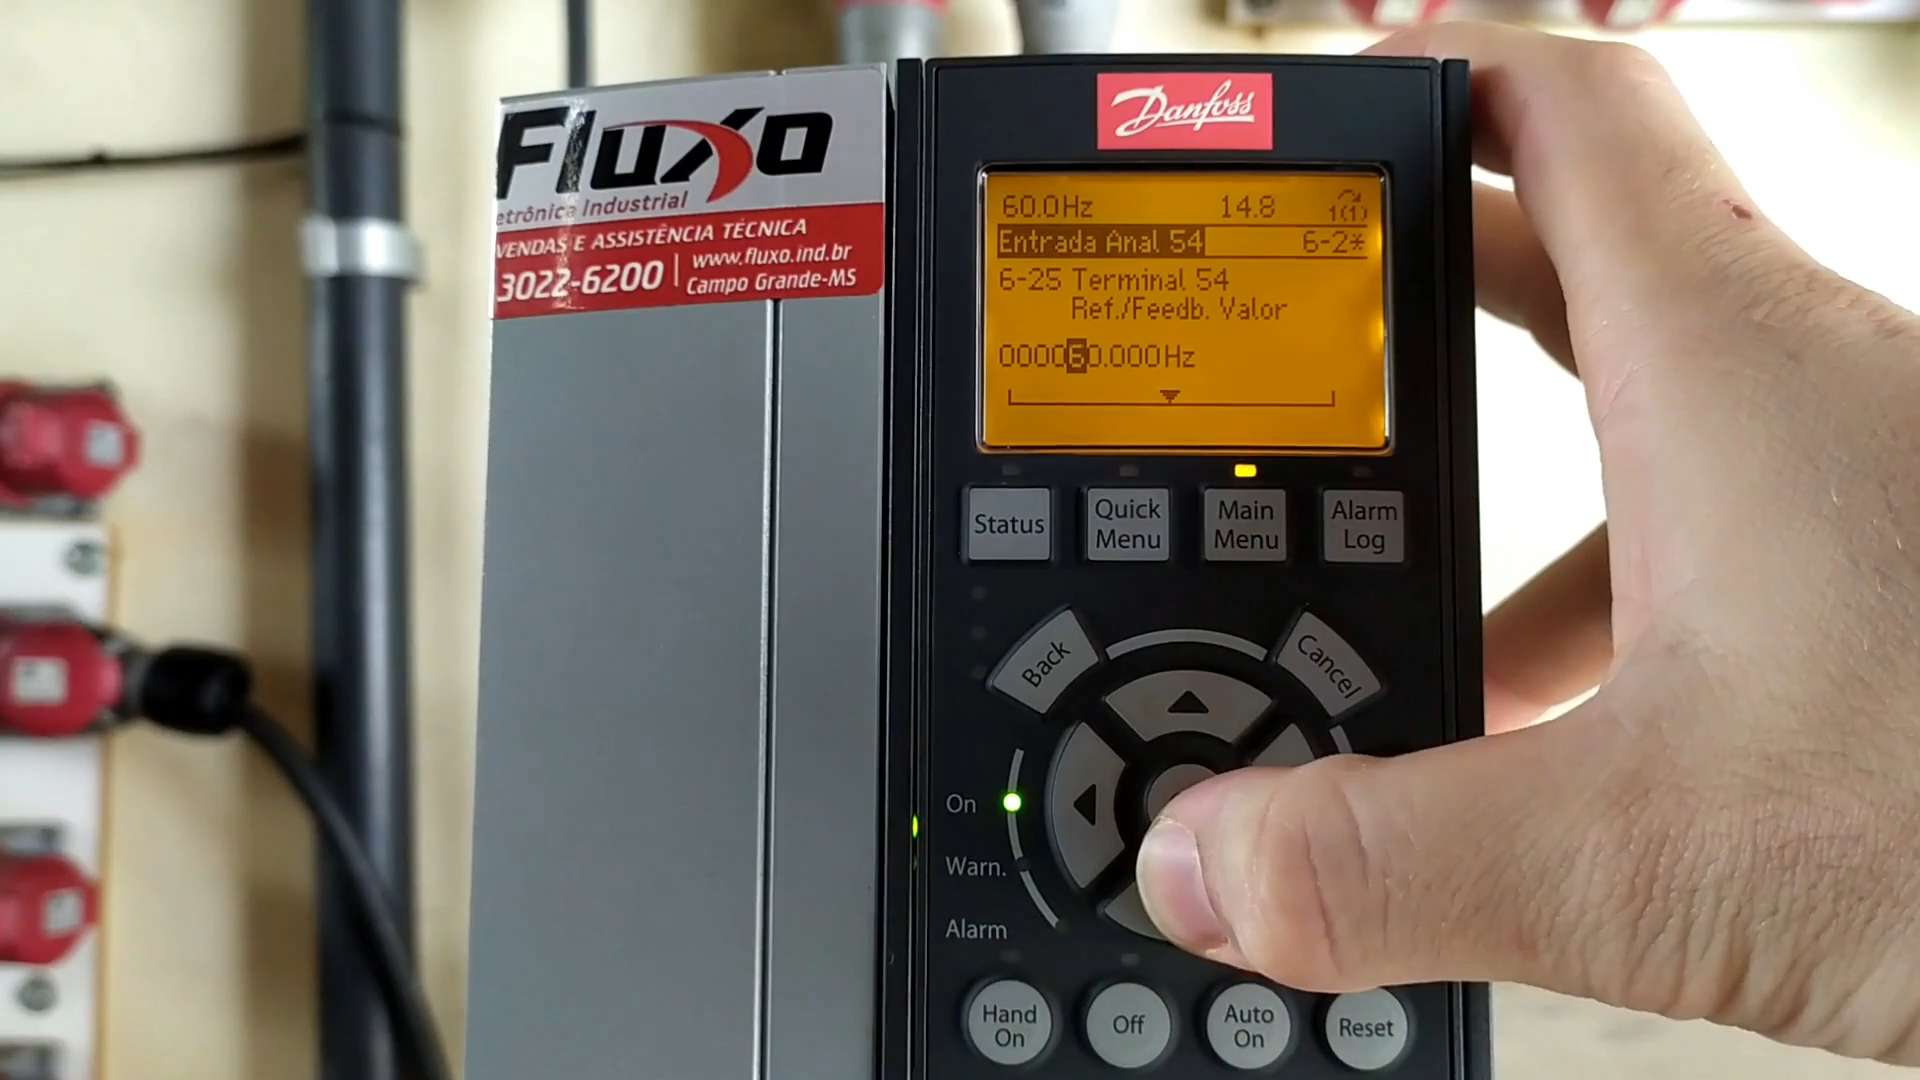 Fluxo
etrônica Industrial
VENDAS E ASSISTÊNCIA TÉCNICA
3022-6200 | www.fluxo.ind.br
Campo Grande-MS
Danfoss
60.0Hz 14.8 1(1)
Entrada Anal 54 6-2*
6-25 Terminal 54
Ref./Feedb. Valor
000060.000Hz
Status
Quick
Menu
Main
Menu
Alarm
Log
Back
Cancel
On
Warn.
Alarm
Hand
On
Off
Auto
On
Reset